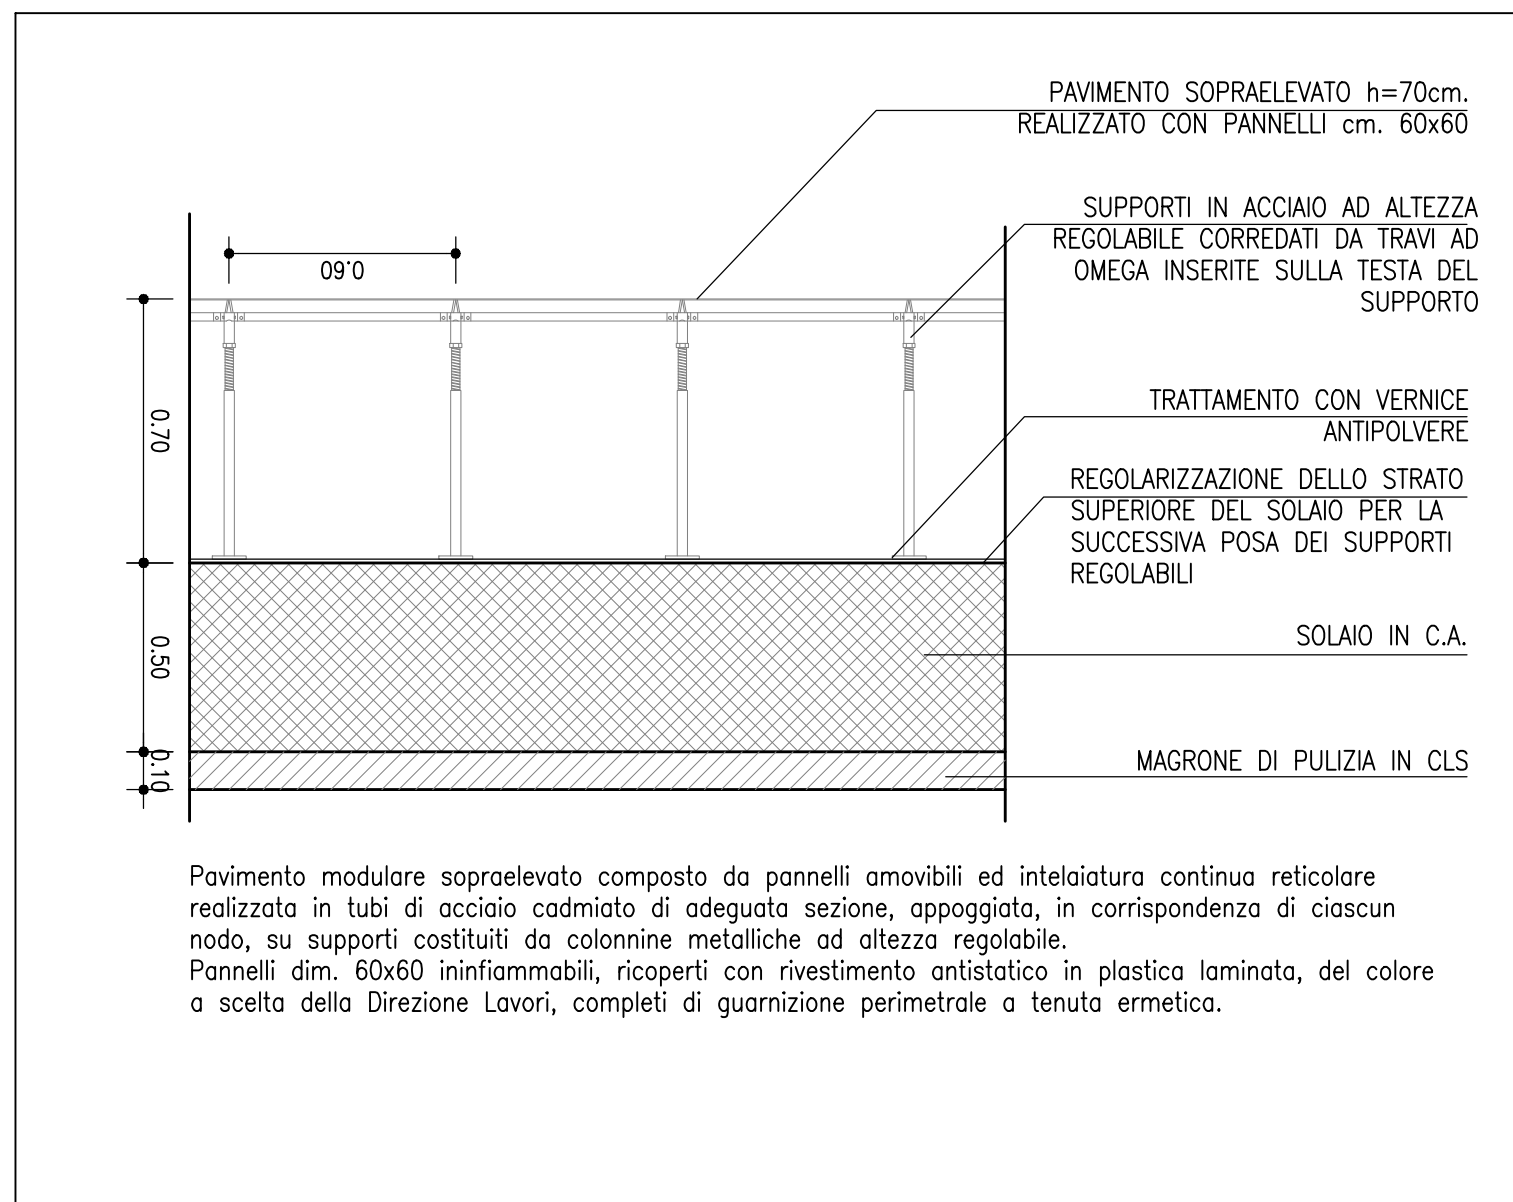 PAVIMENTO SOPRAELEVATO h=70cm.
REALIZZATO CON PANNELLI cm. 60x60
SUPPORTI IN ACCIAIO AD ALTEZZA
REGOLABILE CORREDATI DA TRAVI AD
OMEGA INSERITE SULLA TESTA DEL
SUPPORTO
0.60
0.70
TRATTAMENTO CON VERNICE
ANTIPOLVERE
REGOLARIZZAZIONE DELLO STRATO
SUPERIORE DEL SOLAIO PER LA
SUCCESSIVA POSA DEI SUPPORTI
REGOLABILI
0.50
SOLAIO IN C.A.
0.10
MAGRONE DI PULIZIA IN CLS
Pavimento modulare sopraelevato composto da pannelli amovibili ed intelaiatura continua reticolare
realizzata in tubi di acciaio cadmiato di adeguata sezione, appoggiata, in corrispondenza di ciascun
nodo, su supporti costituiti da colonnine metalliche ad altezza regolabile.
Pannelli dim. 60x60 ininfiammabili, ricoperti con rivestimento antistatico in plastica laminata, del colore
a scelta della Direzione Lavori, completi di guarnizione perimetrale a tenuta ermetica.